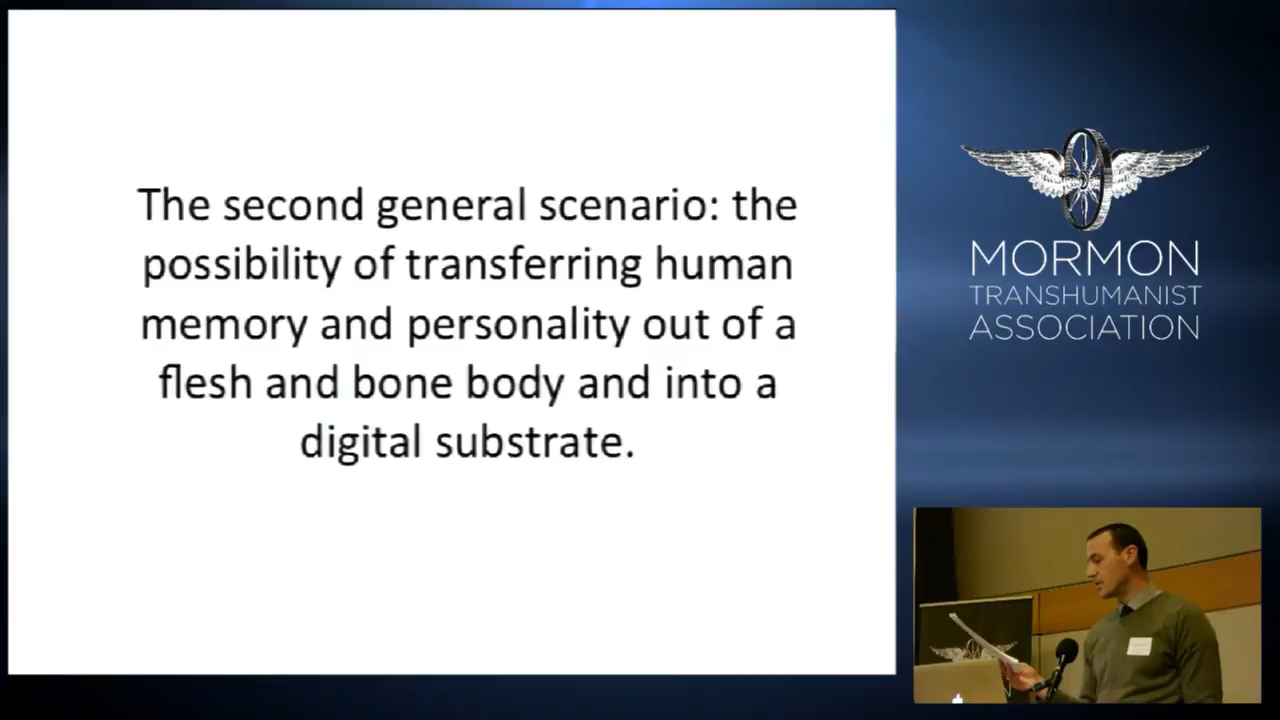 The second general scenario: the
possibility of transferring human
memory and personality out of a
flesh and bone body and into a
digital substrate.
MORMON
TRANSHUMANIST
ASSOCIATION